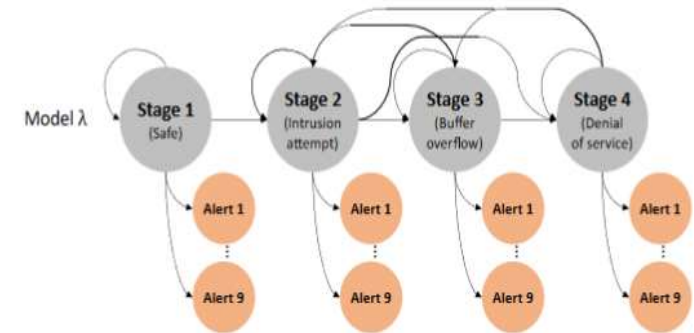 Model λ
Stage 1
(Safe)
Stage 2
(Intrusion
attempt)
Stage 3
(Buffer
overflow)
Stage 4
(Denial
of service)
Alert 1
Alert 1
Alert 1
Alert 1
Alert 9
Alert 9
Alert 9
Alert 9